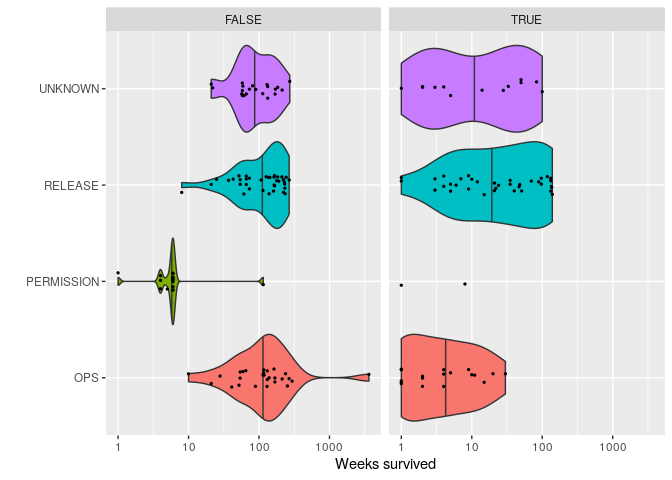 FALSE TRUE
UNKNOWN
RELEASE
PERMISSION
OPS
1 10 100 1000 1 10 100 1000
Weeks survived